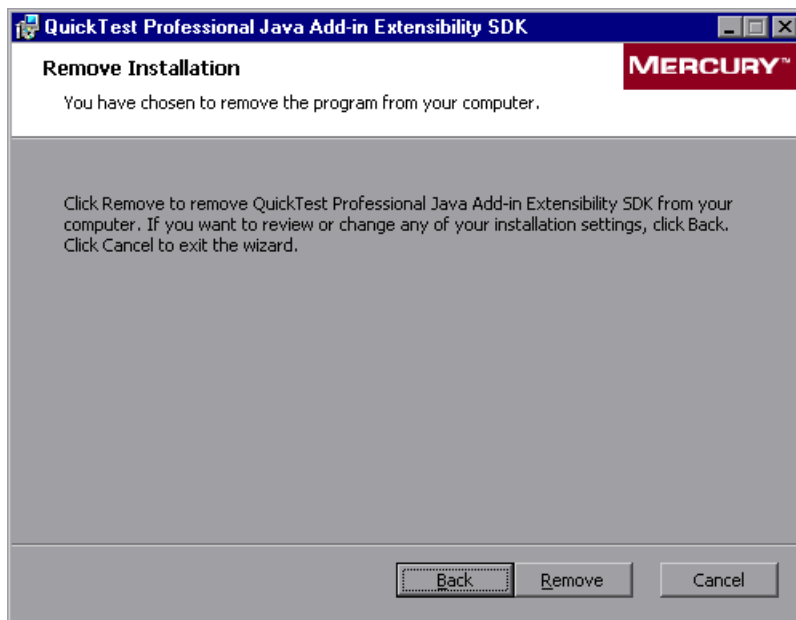 QuickTest Professional Java Add-in Extensibility SDK
Remove Installation
MERCURY™
You have chosen to remove the program from your computer.
Click Remove to remove QuickTest Professional Java Add-in Extensibility SDK from your
computer. If you want to review or change any of your installation settings, click Back.
Click Cancel to exit the wizard.
Back Remove Cancel